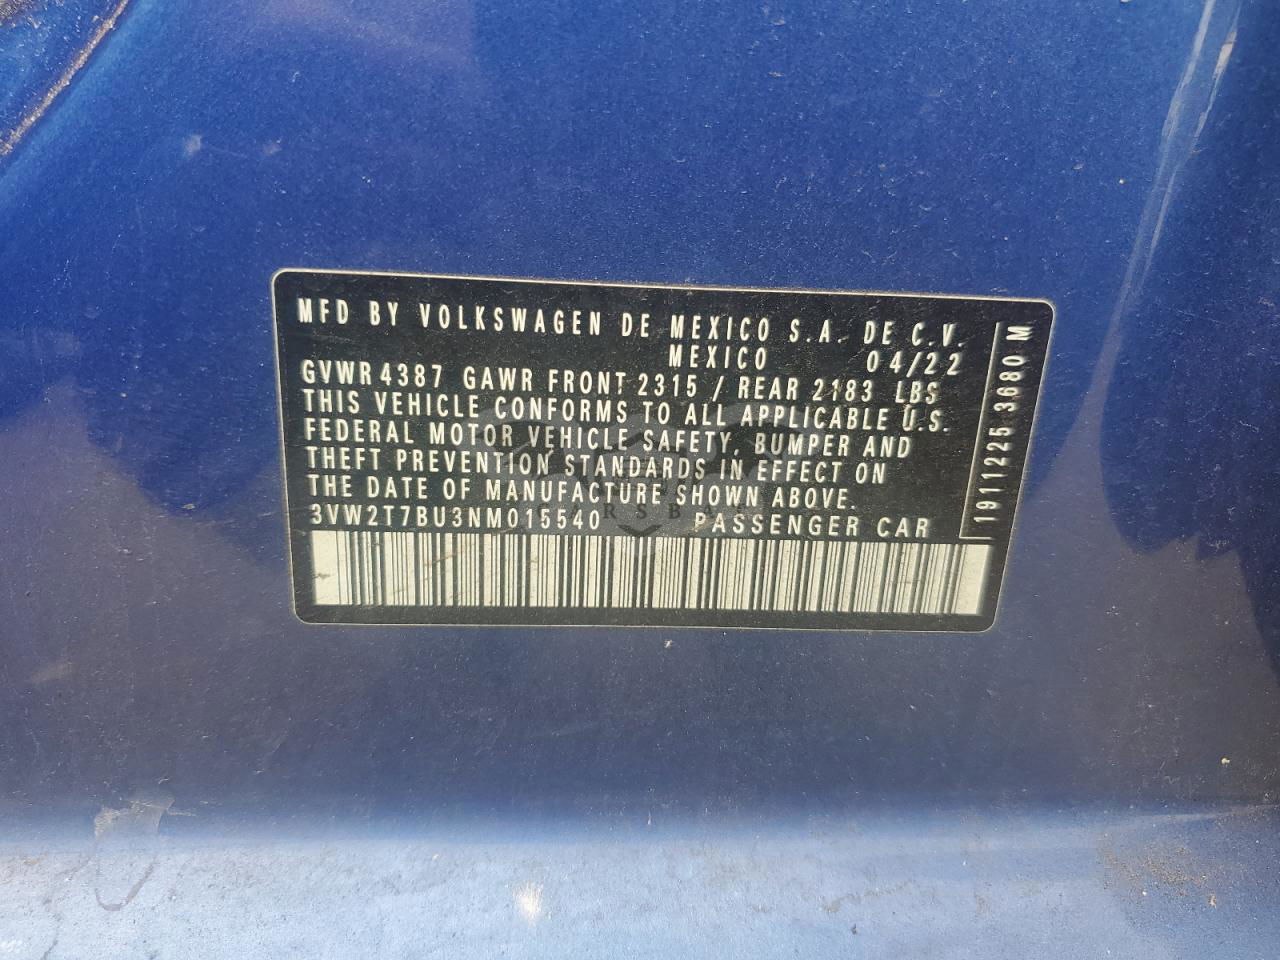 MFD BY VOLKSWAGEN DE MEXICO S.A. DE C.V.
MEXICO 04/22
GVWR 4387 GAWR FRONT 2315 / REAR 2183 LBS
THIS VEHICLE CONFORMS TO ALL APPLICABLE U.S.
FEDERAL MOTOR VEHICLE SAFETY, BUMPER AND
THEFT PREVENTION STANDARDS IN EFFECT ON
THE DATE OF MANUFACTURE SHOWN ABOVE.
3VW2T7BU3NM015540 PASSENGER CAR
1911225 3680 M